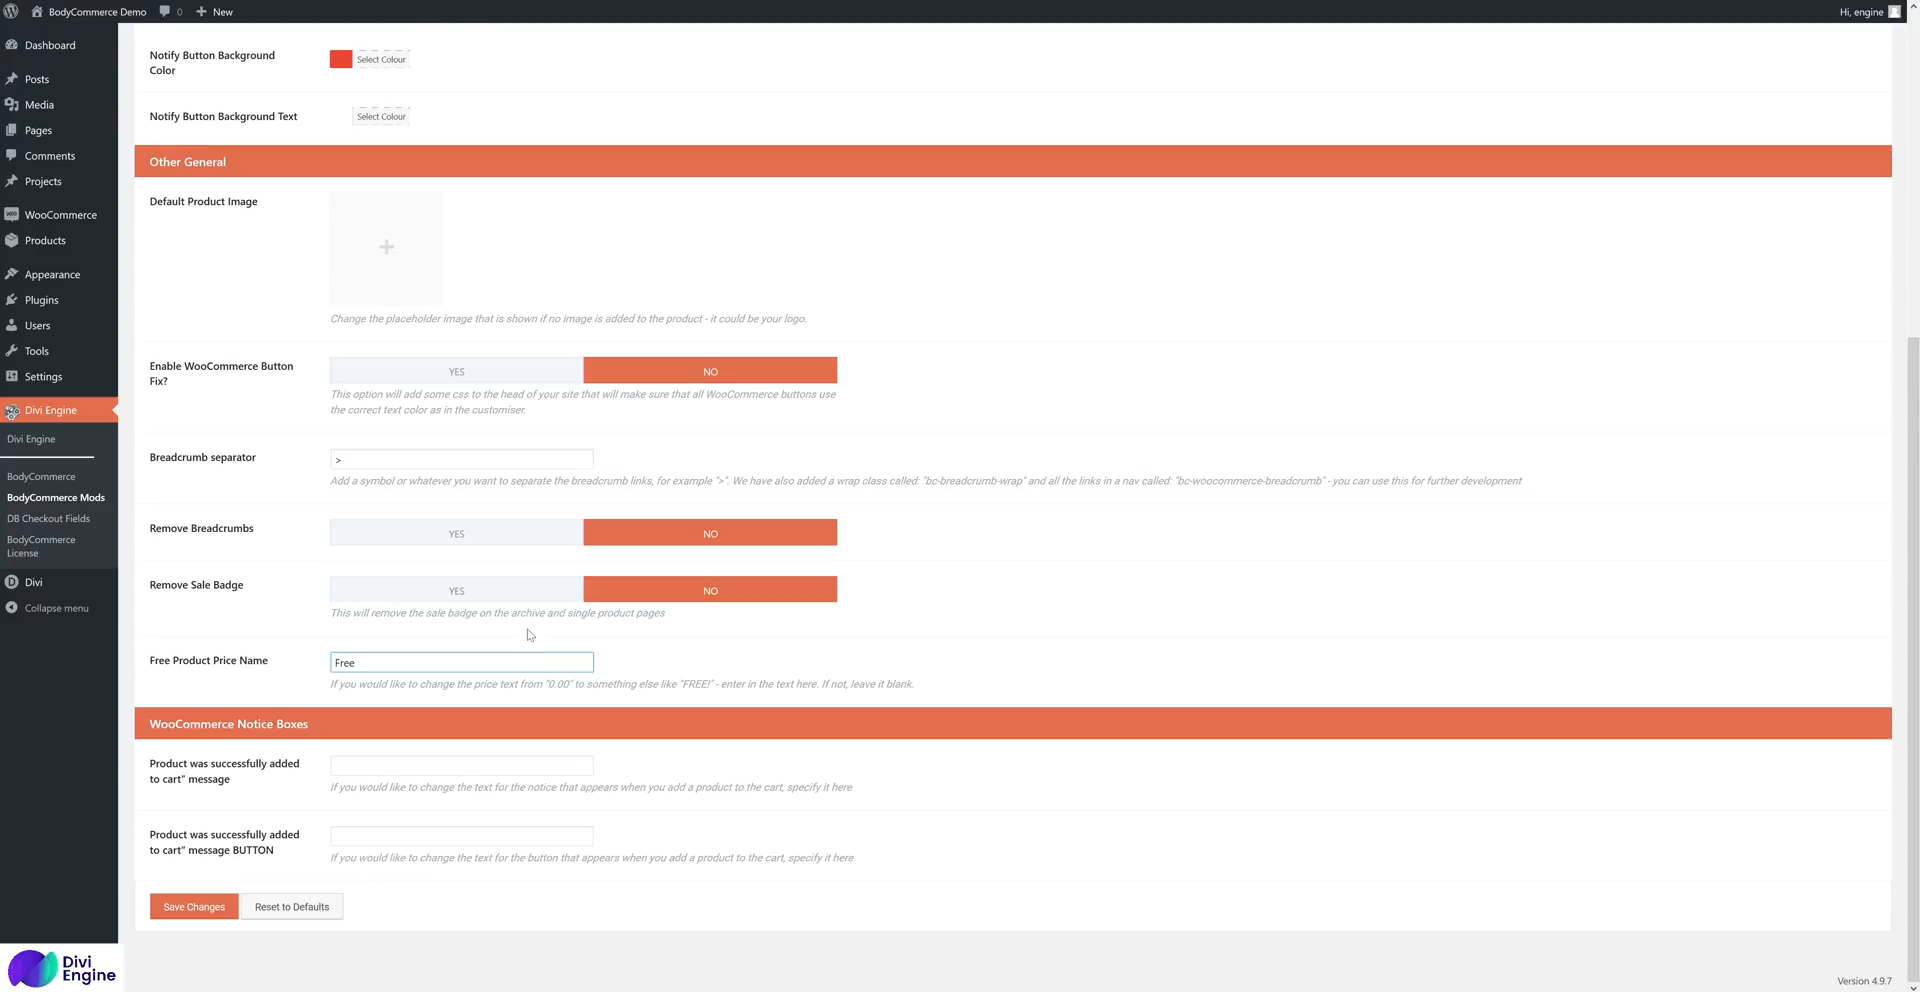 BodyCommerce Demo
0
New
Hi, engine
Dashboard
Posts
Media
Pages
Comments
Projects
WooCommerce
Products
Appearance
Plugins
Users
Tools
Settings
Divi Engine
Divi Engine
BodyCommerce
BodyCommerce Mods
DB Checkout Fields
BodyCommerce
License
Divi
Collapse menu
Divi
Engine
Notify Button Background
Color
Select Colour
Notify Button Background Text
Select Colour
Other General
Default Product Image
+
Change the placeholder image that is shown if no image is added to the product - it could be your logo.
Enable WooCommerce Button
Fix?
YES
NO
This option will add some css to the head of your site that will make sure that all WooCommerce buttons use
the correct text color as in the customiser.
Breadcrumb separator
>
Add a symbol or whatever you want to separate the breadcrumb links, for example ">". We have also added a wrap class called: "bc-breadcrumb-wrap" and all the links in a nav called: "bc-woocommerce-breadcrumb" - you can use this for further development
Remove Breadcrumbs
YES
NO
Remove Sale Badge
YES
NO
This will remove the sale badge on the archive and single product pages
Free Product Price Name
Free
If you would like to change the price text from "0.00" to something else like "FREE!" - enter in the text here. If not, leave it blank.
WooCommerce Notice Boxes
Product was successfully added
to cart" message
If you would like to change the text for the notice that appears when you add a product to the cart, specify it here
Product was successfully added
to cart" message BUTTON
If you would like to change the text for the button that appears when you add a product to the cart, specify it here
Save Changes
Reset to Defaults
Version 4.9.7